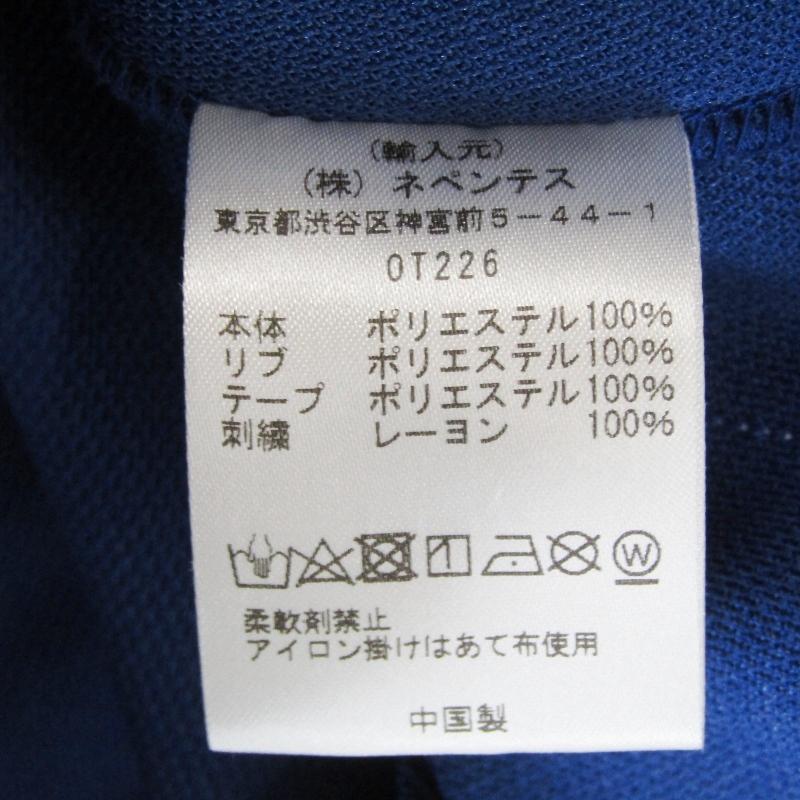 (輸入元)
(株) ネペンテス
東京都渋谷区神宮前5-44-1
OT226
本体 ポリエステル100%
リブ ポリエステル100%
テープ ポリエステル100%
刺繍 レーヨン 100%
W
柔軟剤禁止
アイロン掛けはあて布使用
中国製